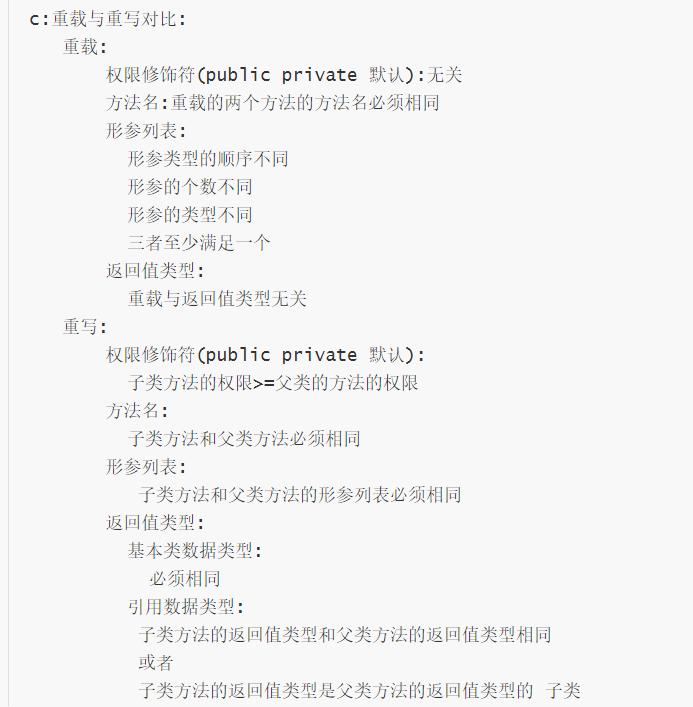 c:重载与重写对比:
重载:
权限修饰符(public private 默认):无关
方法名:重载的两个方法的方法名必须相同
形参列表:
形参类型的顺序不同
形参的个数不同
形参的类型不同
三者至少满足一个
返回值类型:
重载与返回值类型无关
重写:
权限修饰符(public private 默认):
子类方法的权限>=父类的方法的权限
方法名:
子类方法和父类方法必须相同
形参列表:
子类方法和父类方法的形参列表必须相同
返回值类型:
基本类数据类型:
必须相同
引用数据类型:
子类方法的返回值类型和父类方法的返回值类型相同
或者
子类方法的返回值类型是父类方法的返回值类型的 子类